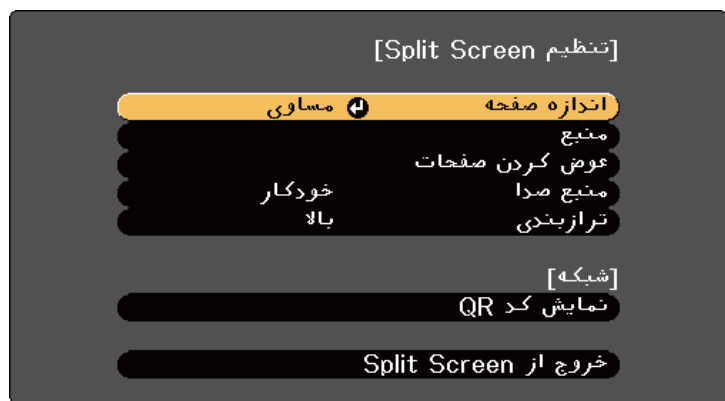 [تنظیم Split Screen]
اندازه صفحه مساوی
منبع
عوض کردن صفحات
منبع صدا خودکار
ترازبندی بالا
[شبکه]
نمایش کد QR
خروج از Split Screen